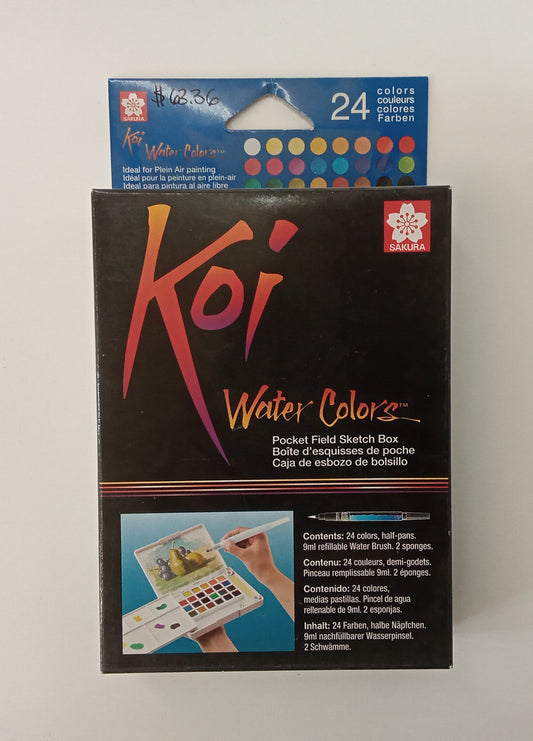 $63.36
24
colors
couleurs
colores
Farben
SAKURA
Koi Water Colors™
Ideal for Plein Air painting
Idéal pour la peinture en plein-air
Ideal para pintura al aire libre
SAKURA
Koi
Water Colors™
Pocket Field Sketch Box
Boîte d'esquisses de poche
Caja de esbozo de bolsillo
Contents: 24 colors, half-pans.
9ml refillable Water Brush. 2 sponges.
Contenu: 24 couleurs, demi-godets.
Pinceau remplissable 9ml. 2 éponges.
Contenido: 24 colores,
medias pastillas. Pincel de agua
rellenable de 9ml. 2 esponjas.
Inhalt: 24 Farben, halbe Näpfchen.
9ml nachfüllbarer Wasserpinsel.
2 Schwämme.